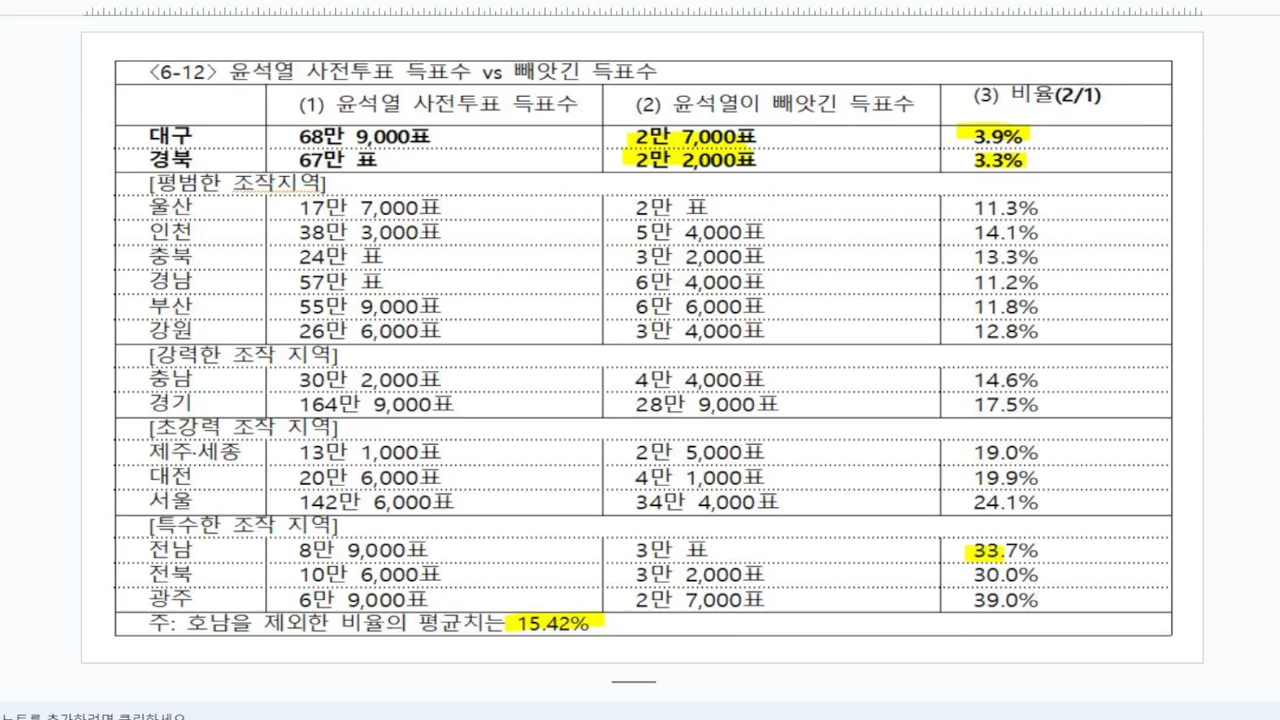 <6-12> 윤석열 사전투표 득표수 vs 빼앗긴 득표수
(1) 윤석열 사전투표 득표수 (2) 윤석열이 빼앗긴 득표수 (3) 비율(2/1)
대구 68만 9,000표 2만 7,000표 3.9%
경북 67만 표 2만 2,000표 3.3%
[평범한 조작지역]
울산 17만 7,000표 2만 표 11.3%
인천 38만 3,000표 5만 4,000표 14.1%
충북 24만 표 3만 2,000표 13.3%
경남 57만 표 6만 4,000표 11.2%
부산 55만 9,000표 6만 6,000표 11.8%
강원 26만 6,000표 3만 4,000표 12.8%
[강력한 조작 지역]
충남 30만 2,000표 4만 4,000표 14.6%
경기 164만 9,000표 28만 9,000표 17.5%
[초강력 조작 지역]
제주·세종 13만 1,000표 2만 5,000표 19.0%
대전 20만 6,000표 4만 1,000표 19.9%
서울 142만 6,000표 34만 4,000표 24.1%
[특수한 조작 지역]
전남 8만 9,000표 3만 표 33.7%
전북 10만 6,000표 3만 2,000표 30.0%
광주 6만 9,000표 2만 7,000표 39.0%
주: 호남을 제외한 비율의 평균치는 15.42%
노트를 추가하려면 클릭하세요